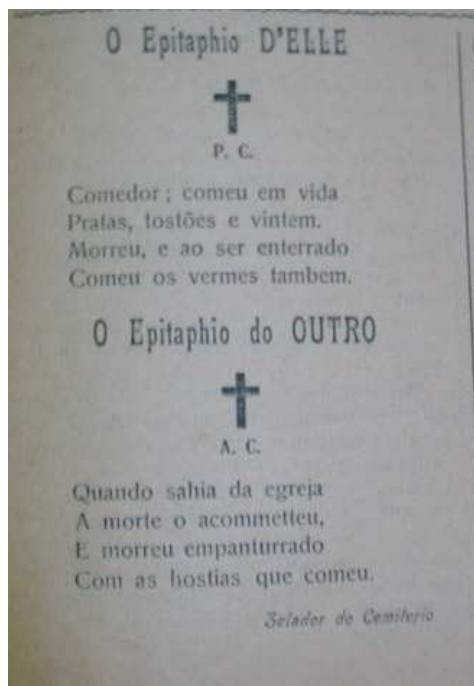 O Epitaphio D'ELLE
P. C.
Comedor; comeu em vida
Pratas, tostões e vintem.
Morreu, e ao ser enterrado
Comeu os vermes tambem.
O Epitaphio do OUTRO
A. C.
Quando sahia da egreja
A morte o acommetteu,
E morreu empanturrado
Com as hostias que comeu.
Zelador do Cemiterio